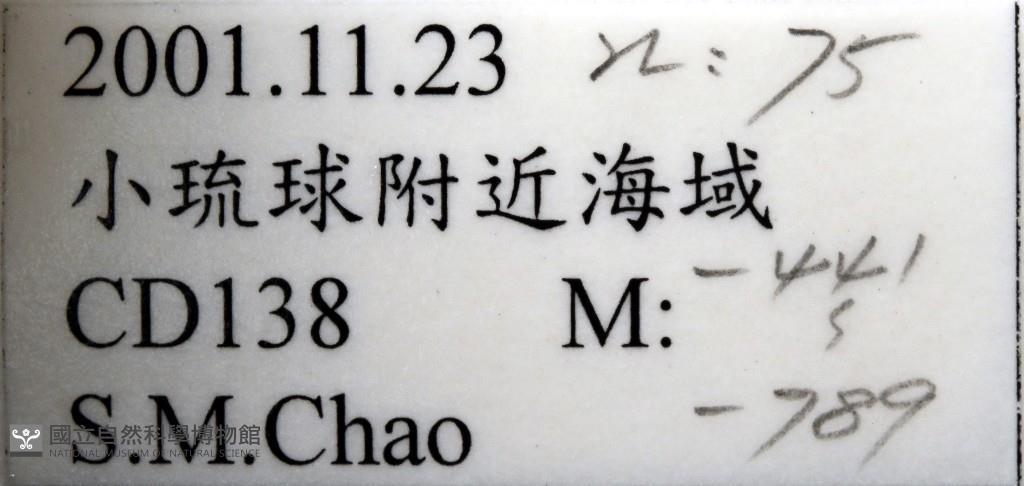 2001.11.23 n: 75
小琉球附近海域
CD138 M: -441
s
S.M.Chao -789
國立自然科學博物館
NATIONAL MUSEUM OF NATURAL SCIENCE